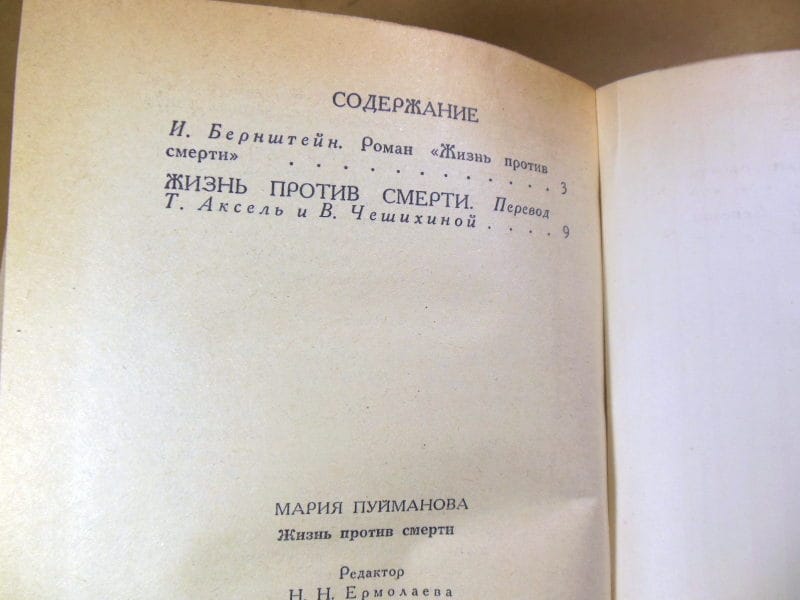 СОДЕРЖАНИЕ
И. Бернштейн. Роман «Жизнь против
смерти» . . . . . . . . . . . . 3
ЖИЗНЬ ПРОТИВ СМЕРТИ. Перевод
Т. Аксель и В. Чешихиной . . . . 9
МАРИЯ ПУЙМАНОВА
Жизнь против смерти
Редактор
Н. Н. Ермолаева